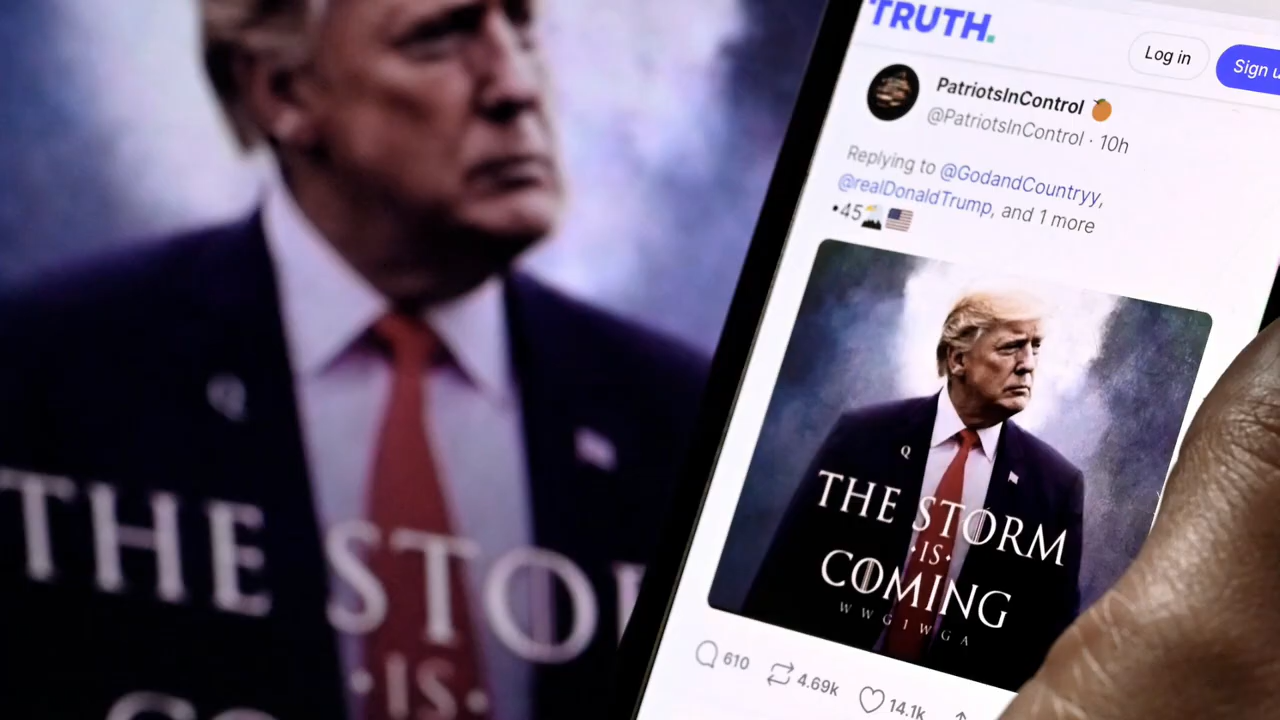 Q
THE STO
IS
TRUTH.
Log in
Sign u
PatriotsInControl
@PatriotsInControl · 10h
Replying to @GodandCountryy,
@realDonaldTrump, and 1 more
•45
Q
THE STORM
·IS·
COMING
WWG1WGA
610
4.69k
14.1k